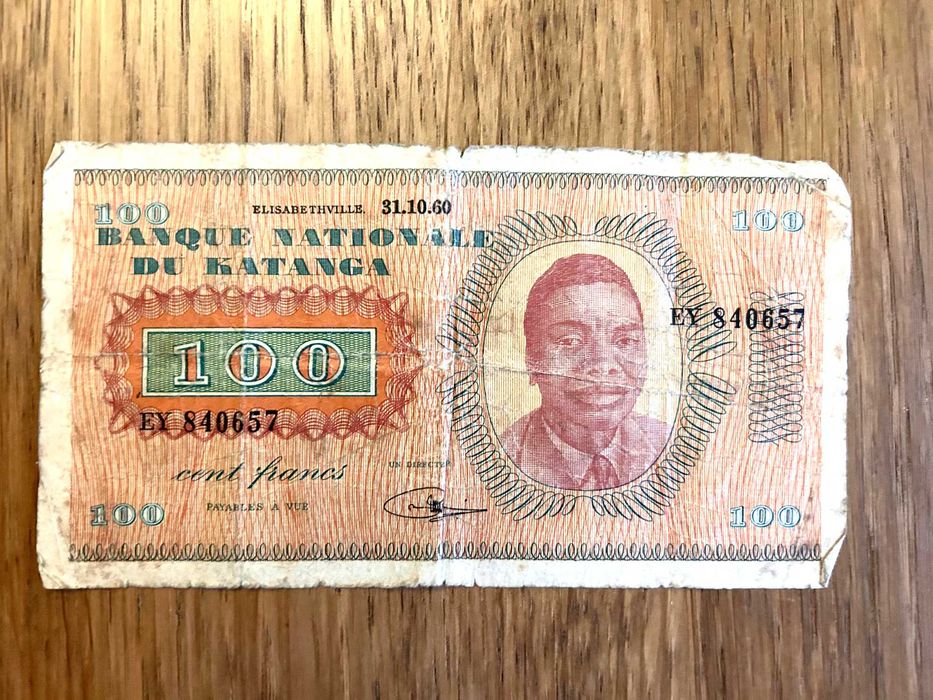 100
ELISABETHVILLE. 31.10.60
100
BANQUE NATIONALE
DU KATANGA
EY 840657
100
EY 840657
cent francs
UN DIRECTEUR
PAYABLES A VUE
100
100